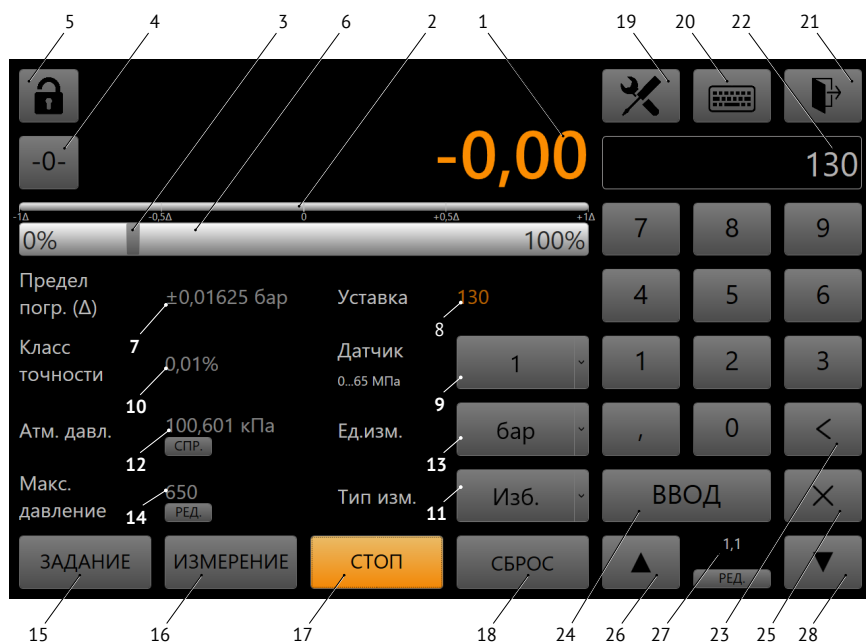 5 4 3 6 2 1 19 20 22 21
-0-
-0,00
130
-1Δ -0,5Δ 0 +0,5Δ +1Δ
0% 100%
7 8 9
Предел
погр. (Δ)
±0,01625 бар
Уставка
130
4 5 6
7
8
Класс
точности
0,01%
Датчик
0...65 МПа
1
1 2 3
10
9
Атм. давл.
100,601 кПа
СПР.
Ед.изм.
бар
, 0 <
12
13
Макс.
давление
650
РЕД.
Тип изм.
Изб.
ВВОД
×
14
11
ЗАДАНИЕ ИЗМЕРЕНИЕ СТОП СБРОС
▲
1,1
РЕД.
▼
15 16 17 18 24 26 27 23 25 28